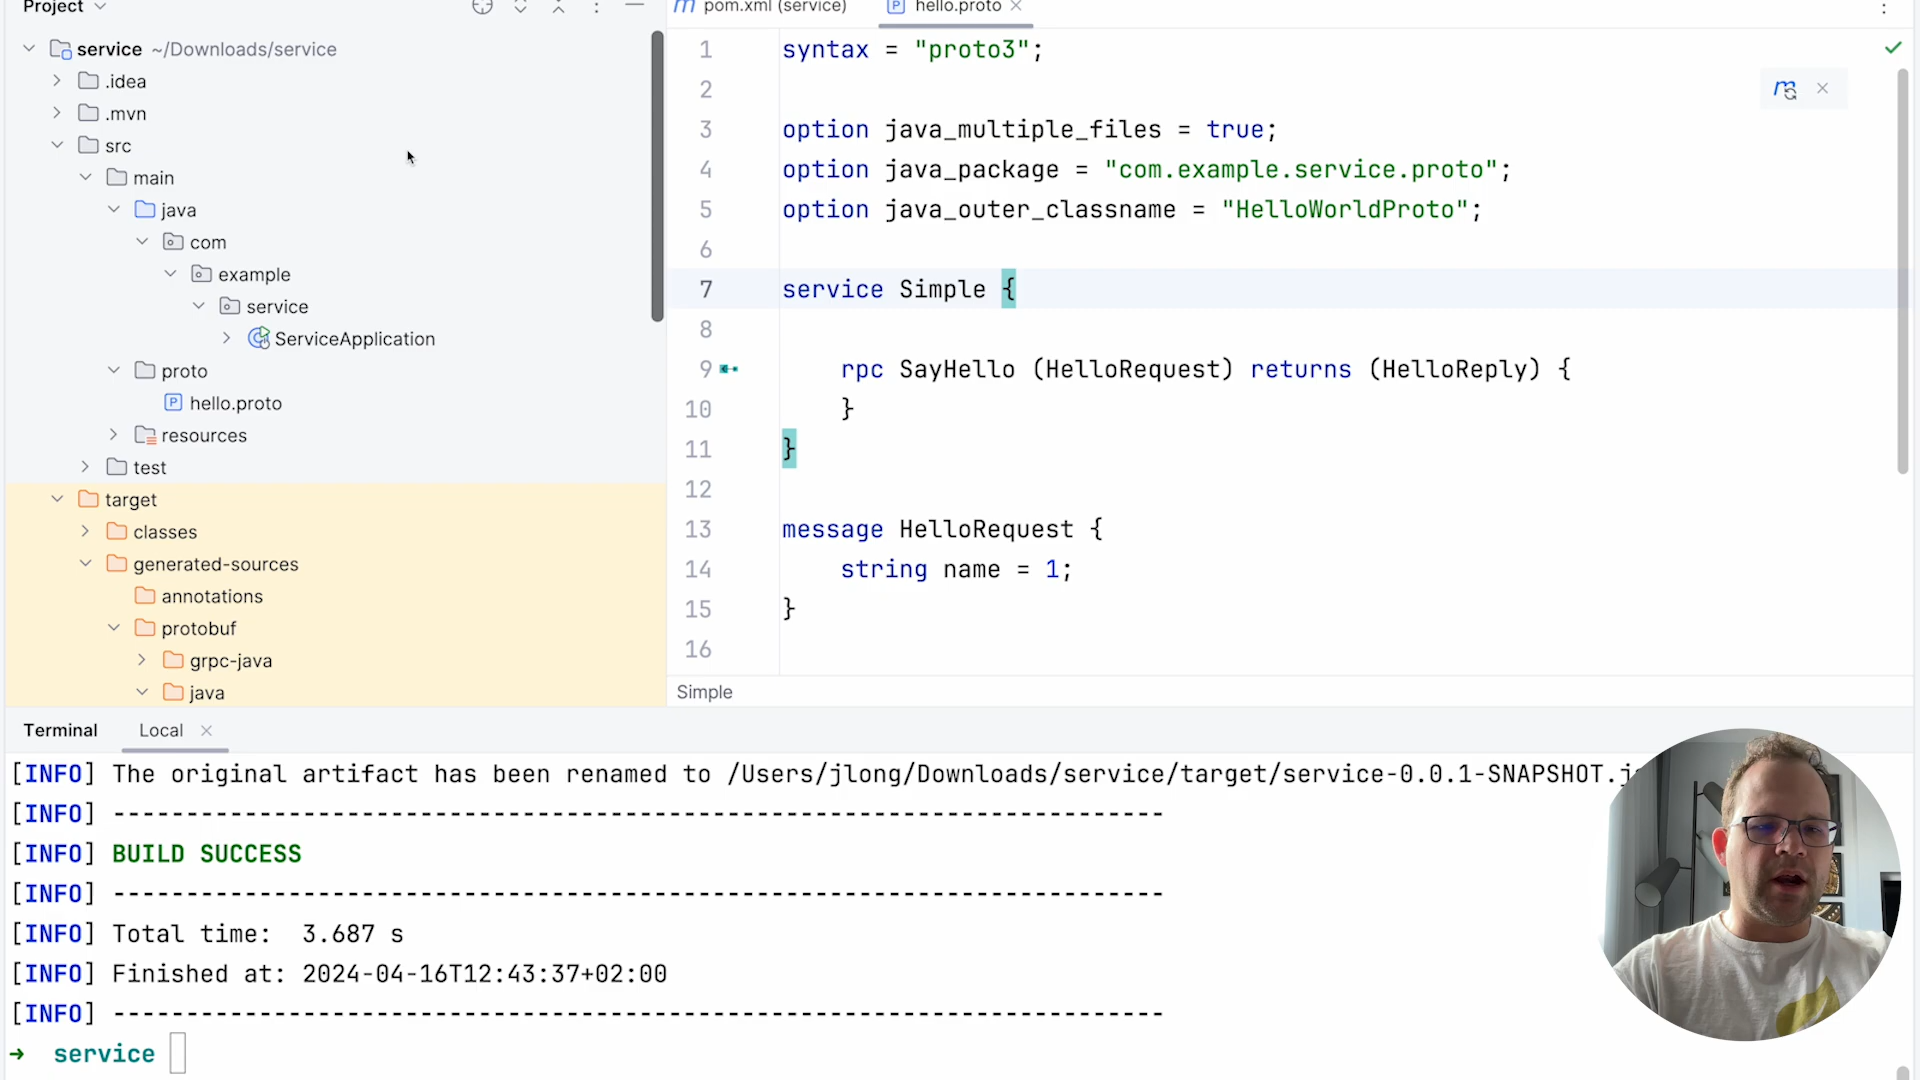 Project
service ~/Downloads/service
.idea
.mvn
src
main
java
com
example
service
ServiceApplication
proto
hello.proto
resources
test
target
classes
generated-sources
annotations
protobuf
grpc-java
java
pom.xml (service)
hello.proto
1 syntax = "proto3";
2
3 option java_multiple_files = true;
4 option java_package = "com.example.service.proto";
5 option java_outer_classname = "HelloWorldProto";
6
7 service Simple {
8
9 rpc SayHello (HelloRequest) returns (HelloReply) {
10 }
11 }
12
13 message HelloRequest {
14 string name = 1;
15 }
16
Simple
Terminal Local
[INFO] The original artifact has been renamed to /Users/jlong/Downloads/service/target/service-0.0.1-SNAPSHOT.j
[INFO] ------------------------------------------------------------------------
[INFO] BUILD SUCCESS
[INFO] ------------------------------------------------------------------------
[INFO] Total time:  3.687 s
[INFO] Finished at: 2024-04-16T12:43:37+02:00
[INFO] ------------------------------------------------------------------------
→ service